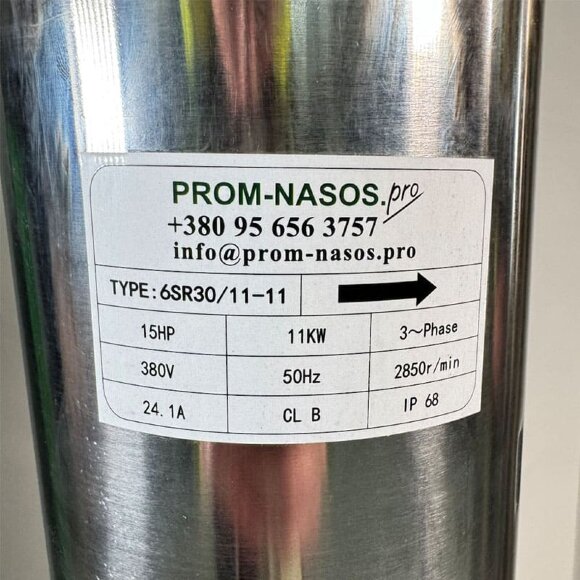 PROM-NASOS.pro
+380 95 656 3757
info@prom-nasos.pro
TYPE:6SR30/11-11
15HP 11KW 3~Phase
380V 50Hz 2850r/min
24.1A CL B IP 68